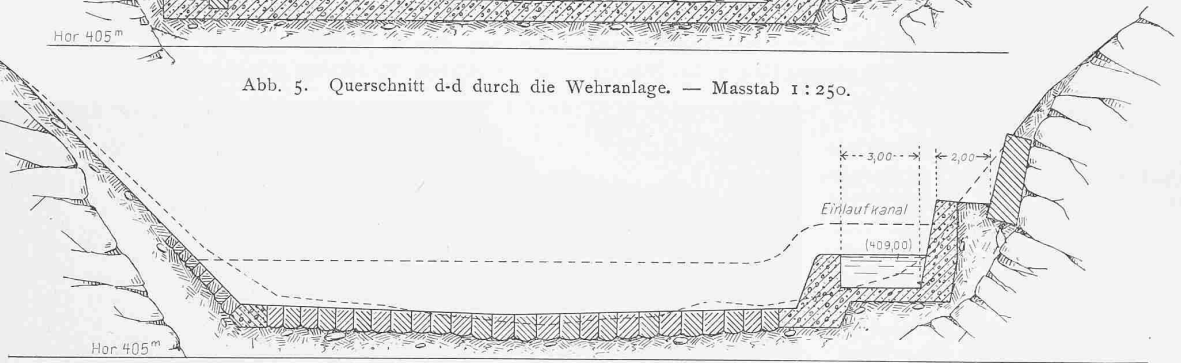 Hor 405ᵐ
Abb. 5. Querschnitt d-d durch die Wehranlage. — Masstab 1 : 250.
3,00 2,00
Einlaufkanal
(409,00)
Hor 405ᵐ